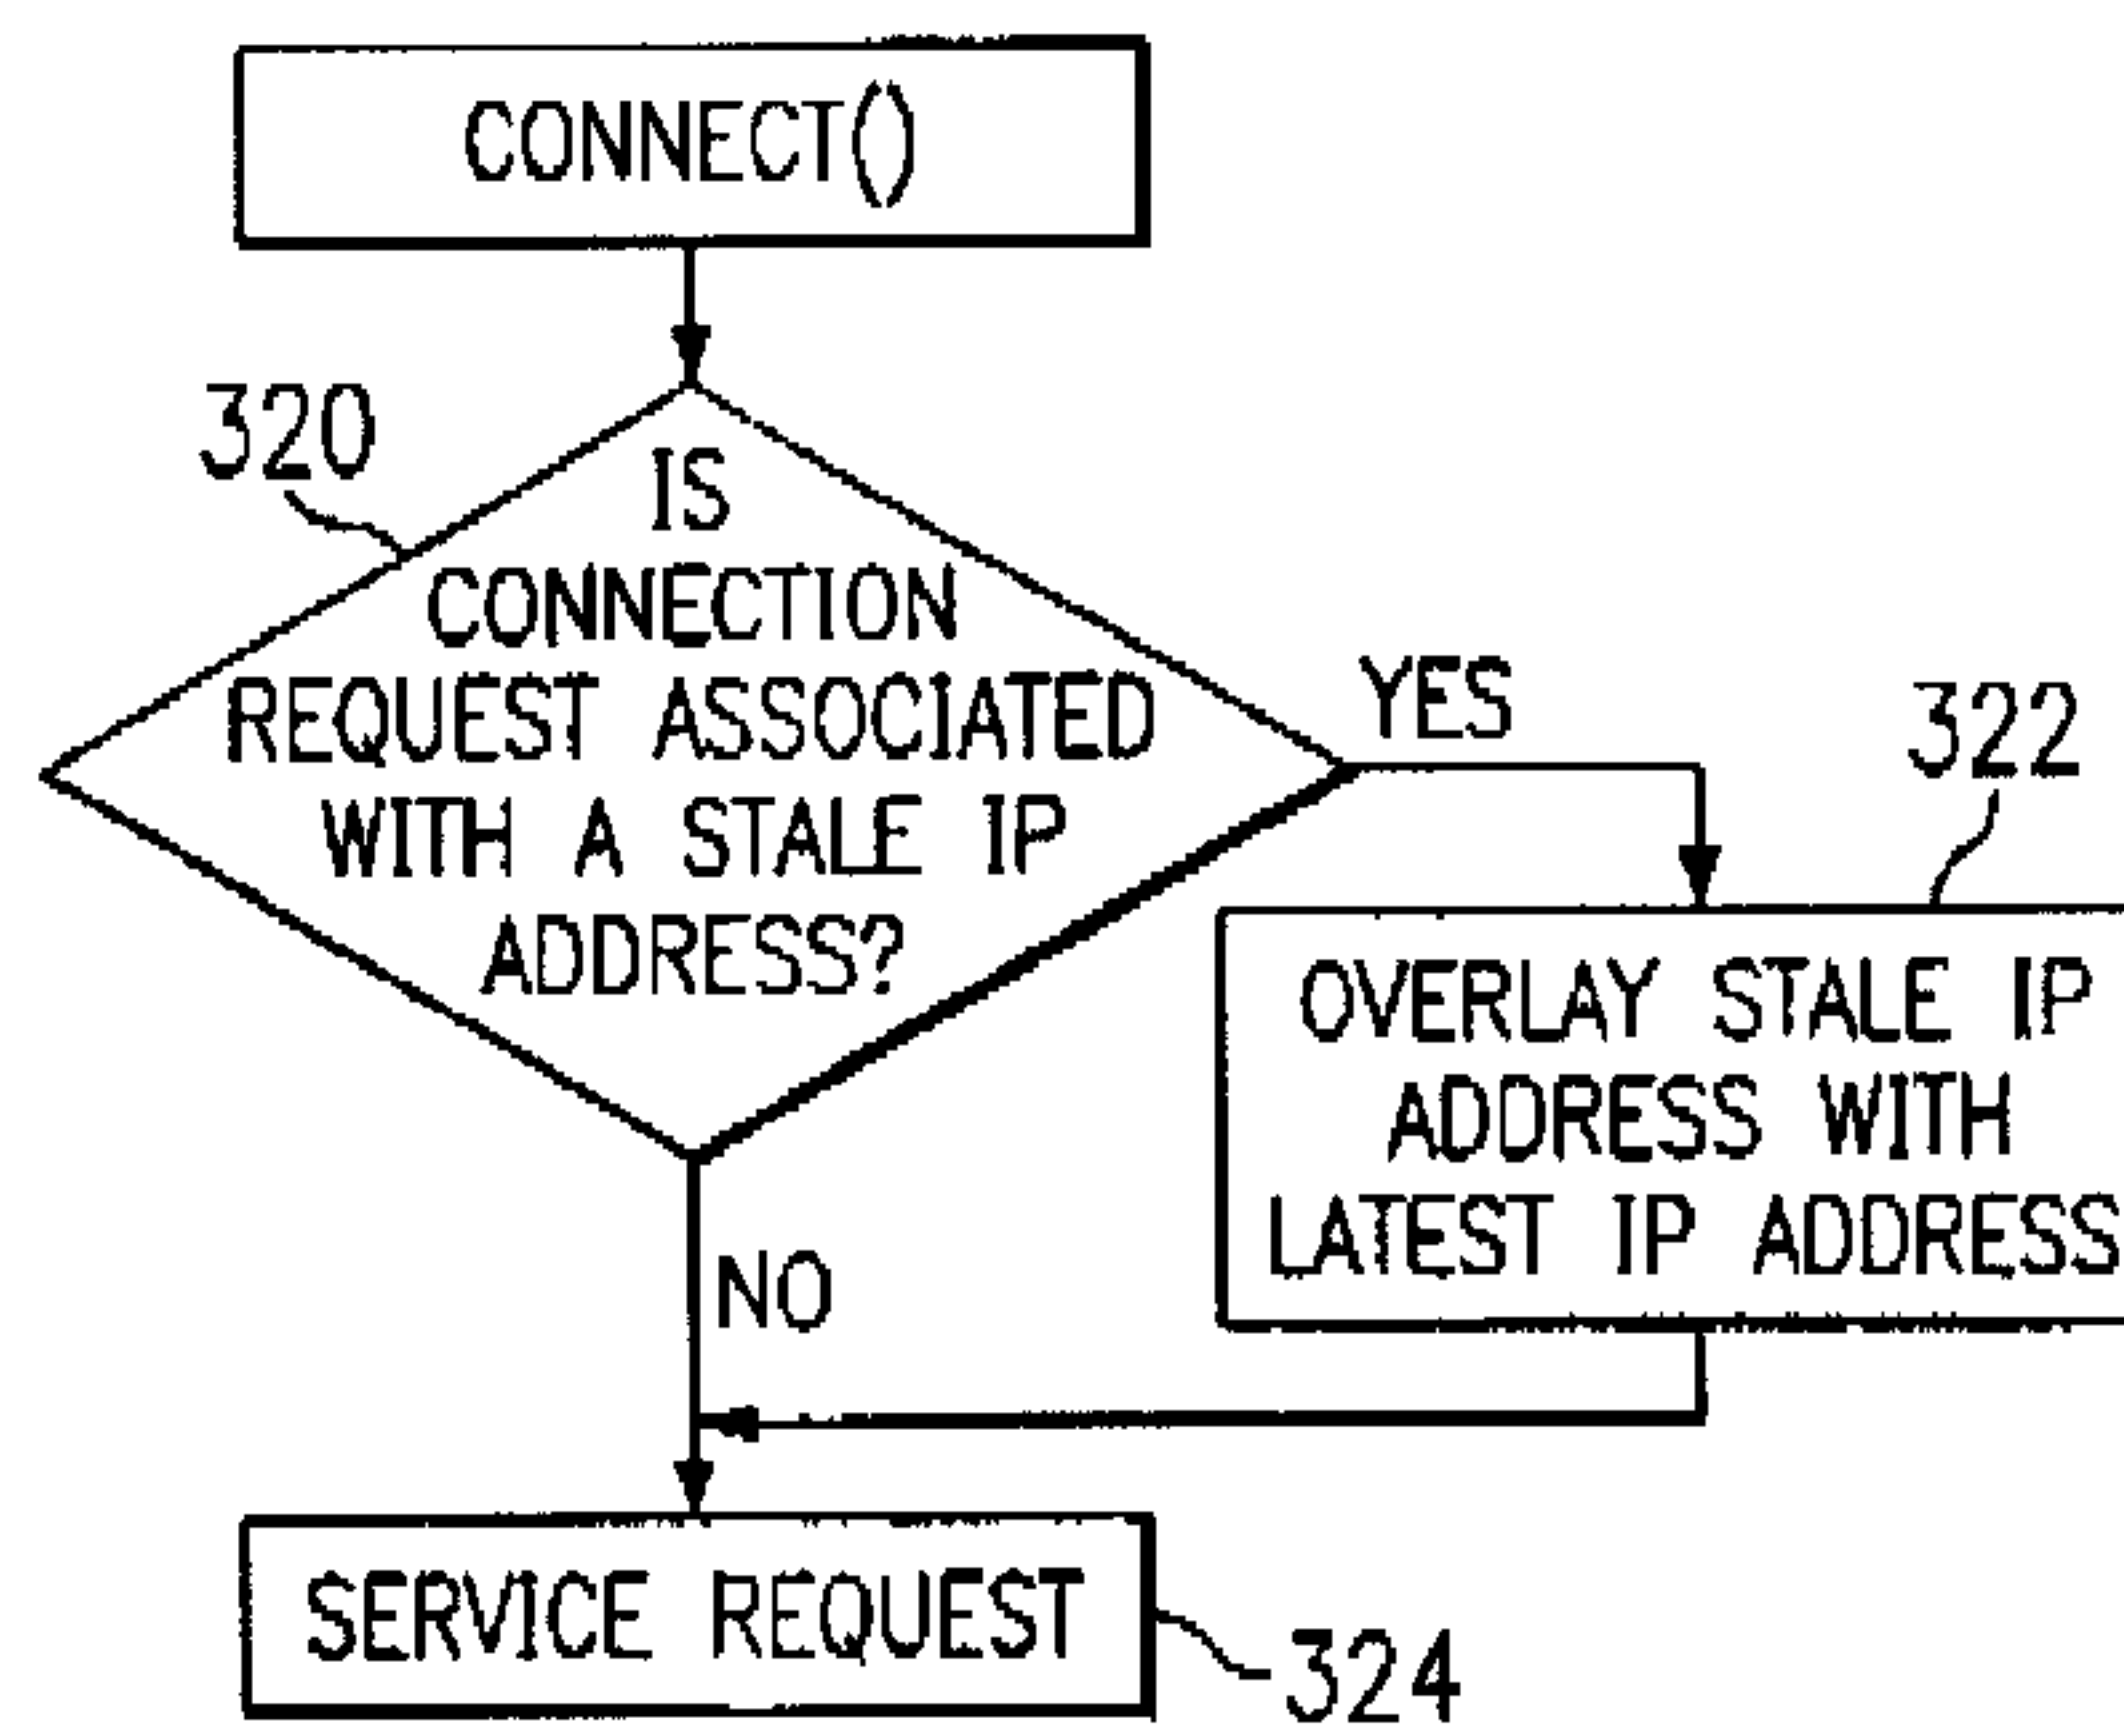 CONNECT()
320
IS
CONNECTION
REQUEST ASSOCIATED
WITH A STALE IP
ADDRESS?
YES
322
OVERLAY STALE IP
ADDRESS WITH
LATEST IP ADDRESS
NO
SERVICE REQUEST
324